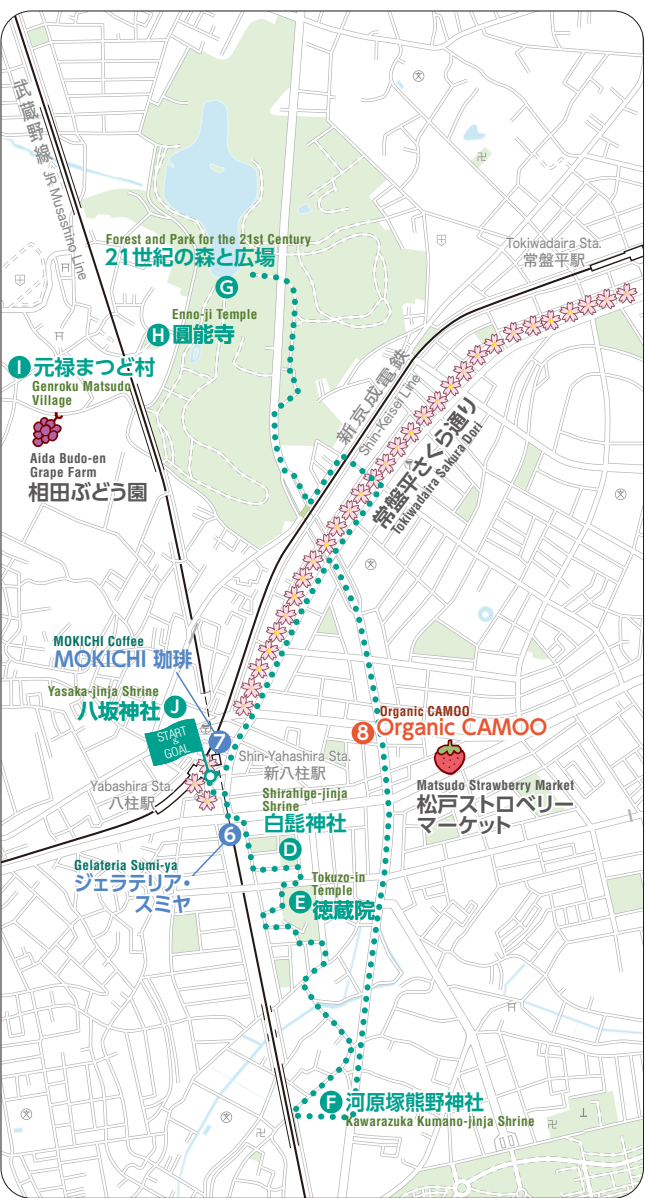 武蔵野線 JR Musashino Line
Forest and Park for the 21st Century
21世紀の森と広場
G
Tokiwadaira Sta.
常盤平駅
Enno-ji Temple
H 圓能寺
I 元禄まつど村
Genroku Matsudo
Village
新京成電鉄
Shin-Keisei Line
常盤平さくら通り
Tokiwadaira Sakura Dori
Aida Budo-en
Grape Farm
相田ぶどう園
MOKICHI Coffee
MOKICHI 珈琲
Yasaka-jinja Shrine
八坂神社 J
START
&
GOAL
7
Organic CAMOO
8 Organic CAMOO
Shin-Yahashira Sta.
新八柱駅
Yabashira Sta.
八柱駅
Matsudo Strawberry Market
松戸ストロベリー
マーケット
Shirahige-jinja
Shrine
白髭神社
D
6
Gelateria Sumi-ya
ジェラテリア・
スミヤ
Tokuzo-in
Temple
E 徳蔵院
F 河原塚熊野神社
Kawarazuka Kumano-jinja Shrine